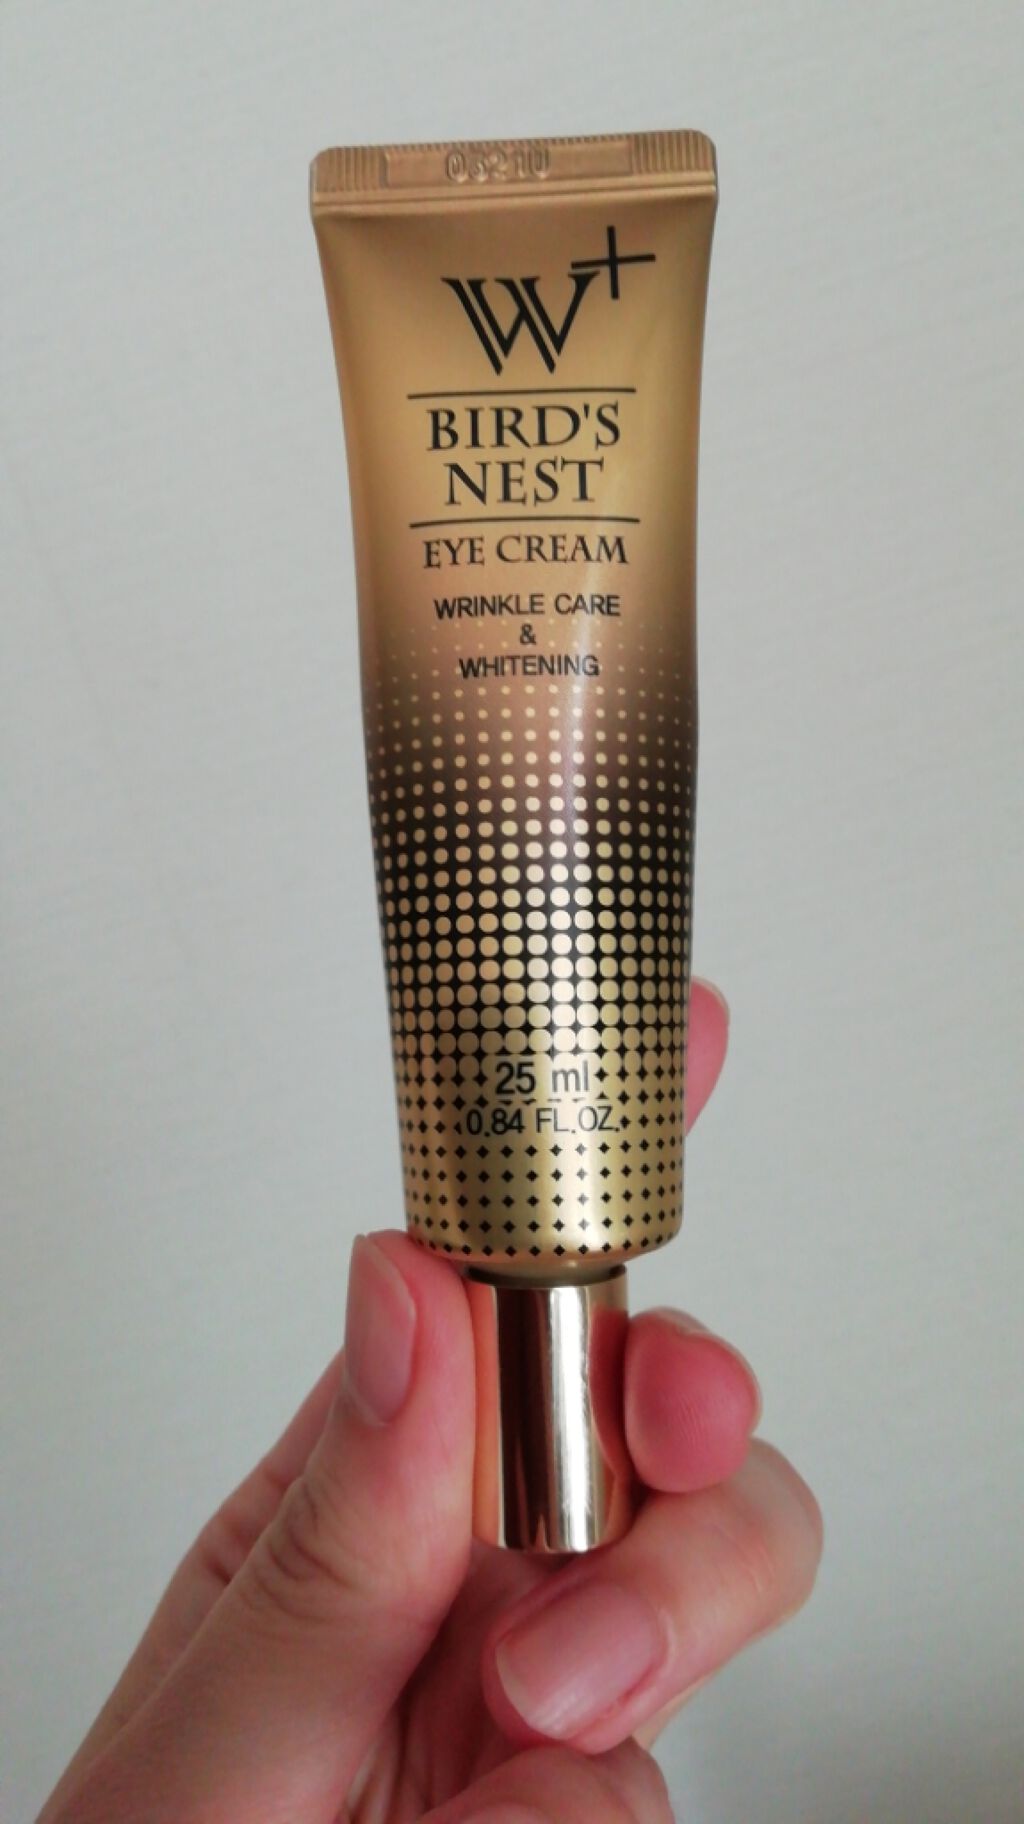 W+
BIRD'S
NEST
EYE CREAM
WRINKLE CARE
&
WHITENING
25 ml
0.84 FL.OZ.